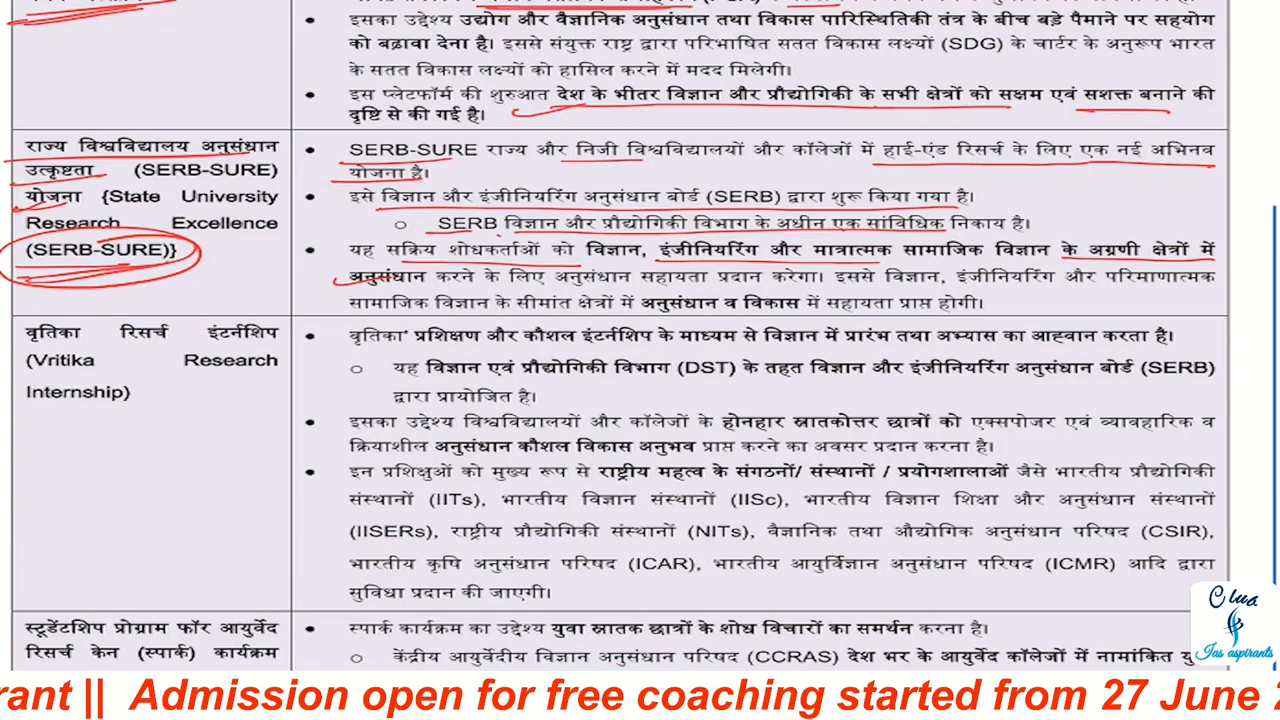 इसका उद्देश्य उद्योग और वैज्ञानिक अनुसंधान तथा विकास पारिस्थितिकी तंत्र के बीच बड़े पैमाने पर सहयोग
को बढ़ावा देना है। इससे संयुक्त राष्ट्र द्वारा परिभाषित सतत विकास लक्ष्यों (SDG) के चार्टर के अनुरूप भारत
के सतत विकास लक्ष्यों को हासिल करने में मदद मिलेगी।
इस प्लेटफॉर्म की शुरुआत देश के भीतर विज्ञान और प्रौद्योगिकी के सभी क्षेत्रों को सक्षम एवं सशक्त बनाने की
दृष्टि से की गई है।
राज्य विश्वविद्यालय अनुसंधान
उत्कृष्टता (SERB-SURE)
योजना {State University
Research Excellence
(SERB-SURE)}
SERB-SURE राज्य और निजी विश्वविद्यालयों और कॉलेजों में हाई-एंड रिसर्च के लिए एक नई अभिनव
योजना है।
इसे विज्ञान और इंजीनियरिंग अनुसंधान बोर्ड (SERB) द्वारा शुरू किया गया है।
SERB विज्ञान और प्रौद्योगिकी विभाग के अधीन एक सांविधिक निकाय है।
यह सक्रिय शोधकर्ताओं को विज्ञान, इंजीनियरिंग और मात्रात्मक सामाजिक विज्ञान के अग्रणी क्षेत्रों में
अनुसंधान करने के लिए अनुसंधान सहायता प्रदान करेगा। इससे विज्ञान, इंजीनियरिंग और परिमाणात्मक
सामाजिक विज्ञान के सीमांत क्षेत्रों में अनुसंधान व विकास में सहायता प्राप्त होगी।
वृतिका रिसर्च इंटर्नशिप
(Vritika Research
Internship)
वृतिका' प्रशिक्षण और कौशल इंटर्नशिप के माध्यम से विज्ञान में प्रारंभ तथा अभ्यास का आह्वान करता है।
यह विज्ञान एवं प्रौद्योगिकी विभाग (DST) के तहत विज्ञान और इंजीनियरिंग अनुसंधान बोर्ड (SERB)
द्वारा प्रायोजित है।
इसका उद्देश्य विश्वविद्यालयों और कॉलेजों के होनहार स्नातकोत्तर छात्रों को एक्सपोजर एवं व्यावहारिक व
क्रियाशील अनुसंधान कौशल विकास अनुभव प्राप्त करने का अवसर प्रदान करना है।
इन प्रशिक्षुओं को मुख्य रूप से राष्ट्रीय महत्व के संगठनों/ संस्थानों / प्रयोगशालाओं जैसे भारतीय प्रौद्योगिकी
संस्थानों (IITs), भारतीय विज्ञान संस्थानों (IISc), भारतीय विज्ञान शिक्षा और अनुसंधान संस्थानों
(IISERs), राष्ट्रीय प्रौद्योगिकी संस्थानों (NITs), वैज्ञानिक तथा औद्योगिक अनुसंधान परिषद (CSIR),
भारतीय कृषि अनुसंधान परिषद (ICAR), भारतीय आयुर्विज्ञान अनुसंधान परिषद (ICMR) आदि द्वारा
सुविधा प्रदान की जाएगी।
स्टूडेंटशिप प्रोग्राम फॉर आयुर्वेद
रिसर्च केन (स्पार्क) कार्यक्रम
स्पार्क कार्यक्रम का उद्देश्य युवा स्नातक छात्रों के शोध विचारों का समर्थन करना है।
केंद्रीय आयुर्वेदीय विज्ञान अनुसंधान परिषद (CCRAS) देश भर के आयुर्वेद कॉलेजों में नामांकित
Jas aspirants
rant || Admission open for free coaching started from 27 June